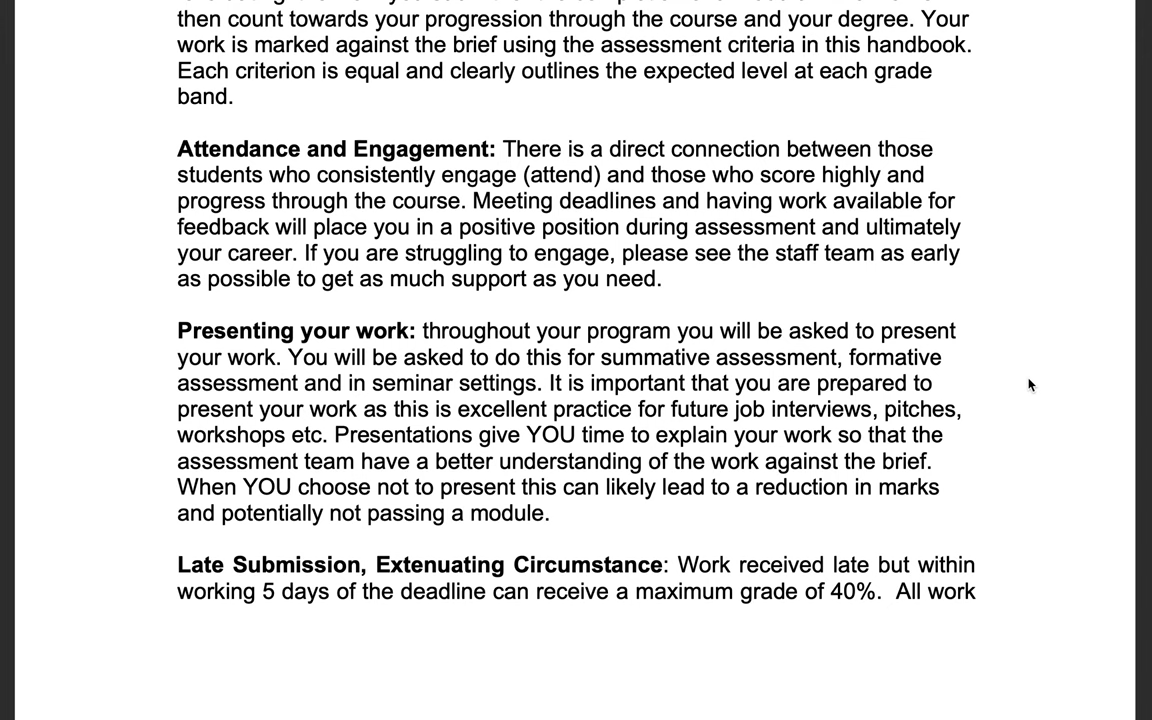 then count towards your progression through the course and your degree. Your
work is marked against the brief using the assessment criteria in this handbook.
Each criterion is equal and clearly outlines the expected level at each grade
band.
Attendance and Engagement: There is a direct connection between those
students who consistently engage (attend) and those who score highly and
progress through the course. Meeting deadlines and having work available for
feedback will place you in a positive position during assessment and ultimately
your career. If you are struggling to engage, please see the staff team as early
as possible to get as much support as you need.
Presenting your work: throughout your program you will be asked to present
your work. You will be asked to do this for summative assessment, formative
assessment and in seminar settings. It is important that you are prepared to
present your work as this is excellent practice for future job interviews, pitches,
workshops etc. Presentations give YOU time to explain your work so that the
assessment team have a better understanding of the work against the brief.
When YOU choose not to present this can likely lead to a reduction in marks
and potentially not passing a module.
Late Submission, Extenuating Circumstance: Work received late but within
working 5 days of the deadline can receive a maximum grade of 40%.  All work